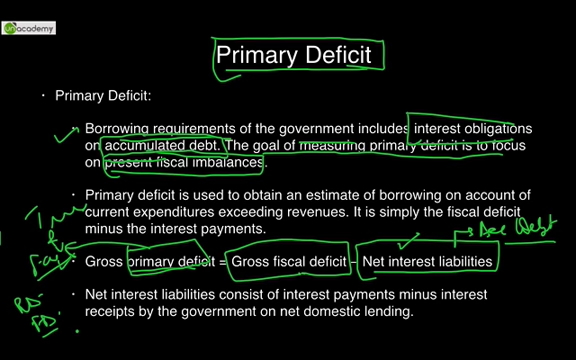 unacademy
Primary Deficit
• Primary Deficit:
• Borrowing requirements of the government includes interest obligations
on accumulated debt. The goal of measuring primary deficit is to focus
on present fiscal imbalances.
• Primary deficit is used to obtain an estimate of borrowing on account of
current expenditures exceeding revenues. It is simply the fiscal deficit
minus the interest payments.
Debt
• Gross primary deficit = Gross fiscal deficit – Net interest liabilities
RD
• Net interest liabilities consist of interest payments minus interest
receipts by the government on net domestic lending.
FD